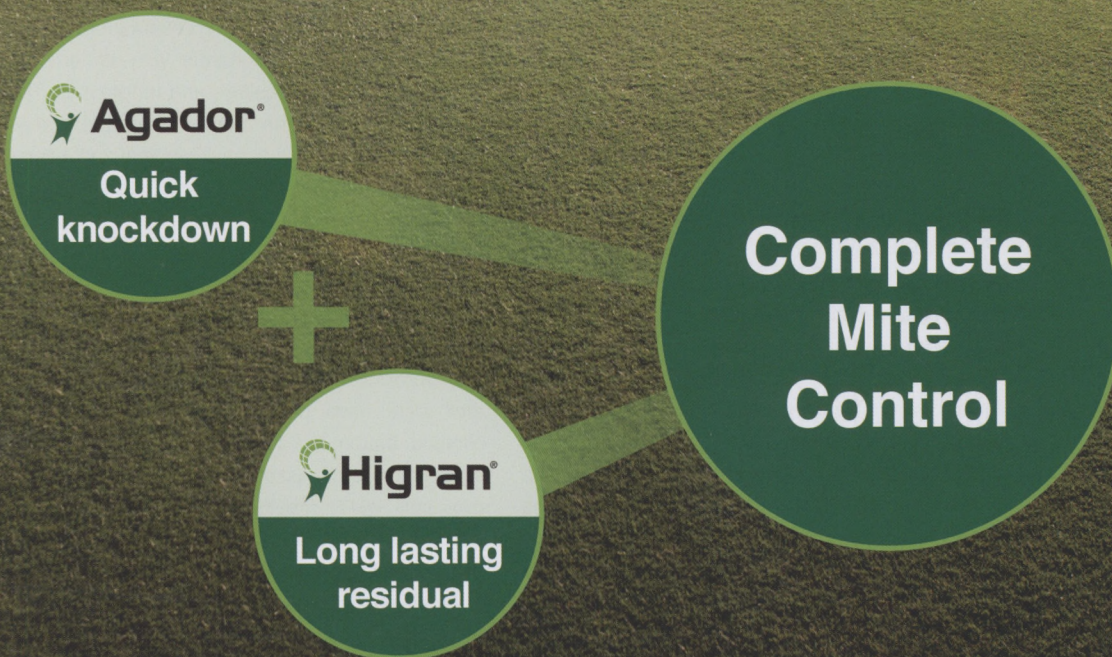 Agador®
Quick
knockdown
+
Higran®
Long lasting
residual
Complete
Mite
Control